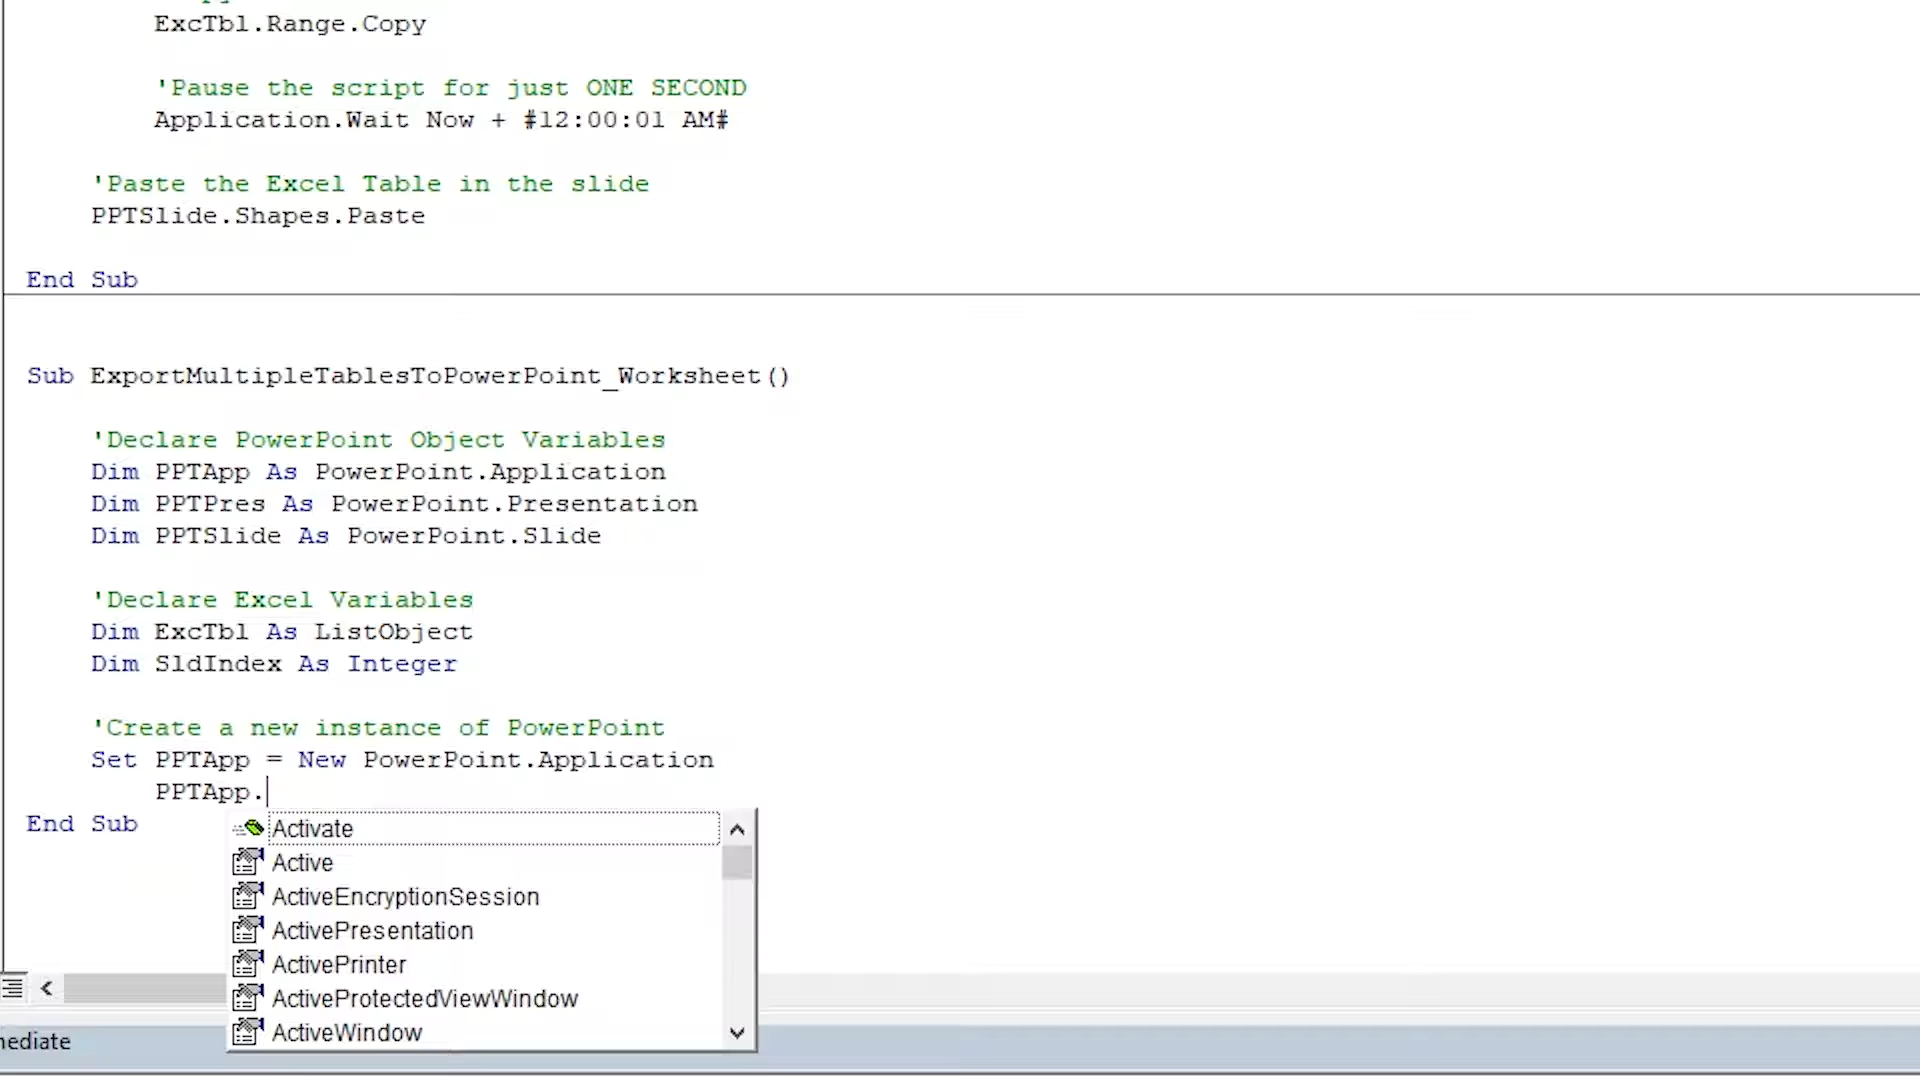 ExcTbl.Range.Copy
'Pause the script for just ONE SECOND
Application.Wait Now + #12:00:01 AM#
'Paste the Excel Table in the slide
PPTSlide.Shapes.Paste
End Sub
Sub ExportMultipleTablesToPowerPoint_Worksheet()
'Declare PowerPoint Object Variables
Dim PPTApp As PowerPoint.Application
Dim PPTPres As PowerPoint.Presentation
Dim PPTSlide As PowerPoint.Slide
'Declare Excel Variables
Dim ExcTbl As ListObject
Dim SldIndex As Integer
'Create a new instance of PowerPoint
Set PPTApp = New PowerPoint.Application
PPTApp.
End Sub
Activate
Active
ActiveEncryptionSession
ActivePresentation
ActivePrinter
ActiveProtectedViewWindow
ActiveWindow
mediate